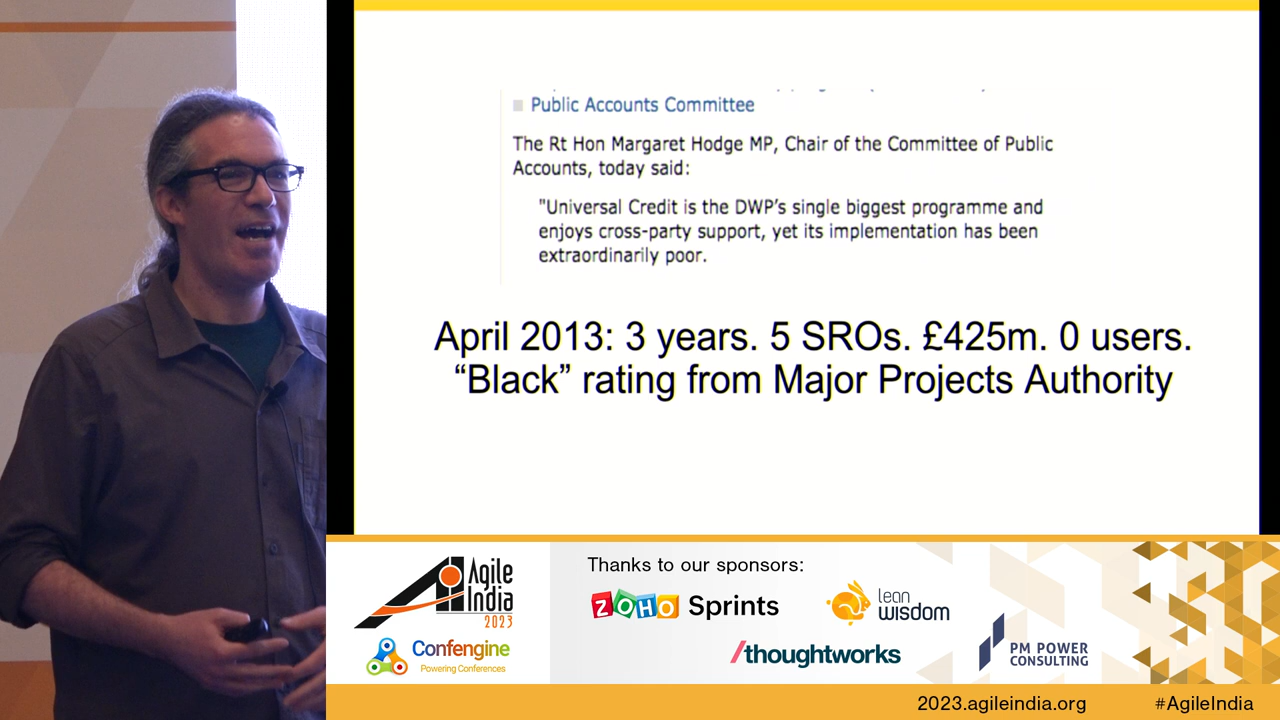 Public Accounts Committee
The Rt Hon Margaret Hodge MP, Chair of the Committee of Public
Accounts, today said:
"Universal Credit is the DWP's single biggest programme and
enjoys cross-party support, yet its implementation has been
extraordinarily poor.
April 2013: 3 years. 5 SROs. £425m. 0 users.
“Black” rating from Major Projects Authority
Agile
India
2023
Confengine
Powering Conferences
Thanks to our sponsors:
ZOHO Sprints
lean
wisdom
/thoughtworks
PM POWER
CONSULTING
2023.agileindia.org
#AgileIndia